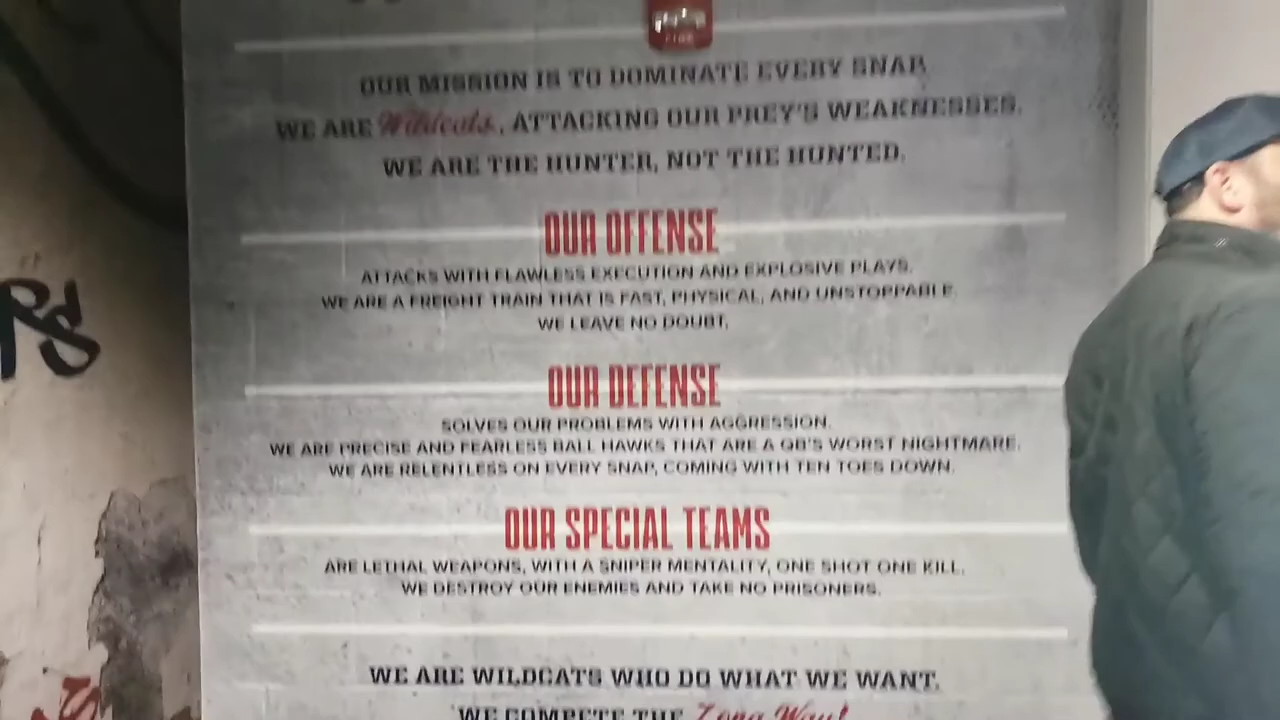 FIRE
OUR MISSION IS TO DOMINATE EVERY SNAP.
WE ARE Wildcats, ATTACKING OUR PREY'S WEAKNESSES.
WE ARE THE HUNTER, NOT THE HUNTED.
OUR OFFENSE
ATTACKS WITH FLAWLESS EXECUTION AND EXPLOSIVE PLAYS.
WE ARE A FREIGHT TRAIN THAT IS FAST, PHYSICAL, AND UNSTOPPABLE.
WE LEAVE NO DOUBT.
OUR DEFENSE
SOLVES OUR PROBLEMS WITH AGGRESSION.
WE ARE PRECISE AND FEARLESS BALL HAWKS THAT ARE A QB'S WORST NIGHTMARE.
WE ARE RELENTLESS ON EVERY SNAP, COMING WITH TEN TOES DOWN.
OUR SPECIAL TEAMS
ARE LETHAL WEAPONS, WITH A SNIPER MENTALITY, ONE SHOT ONE KILL.
WE DESTROY OUR ENEMIES AND TAKE NO PRISONERS.
WE ARE WILDCATS WHO DO WHAT WE WANT.
WE COMPETE THE Zona Way!
RS